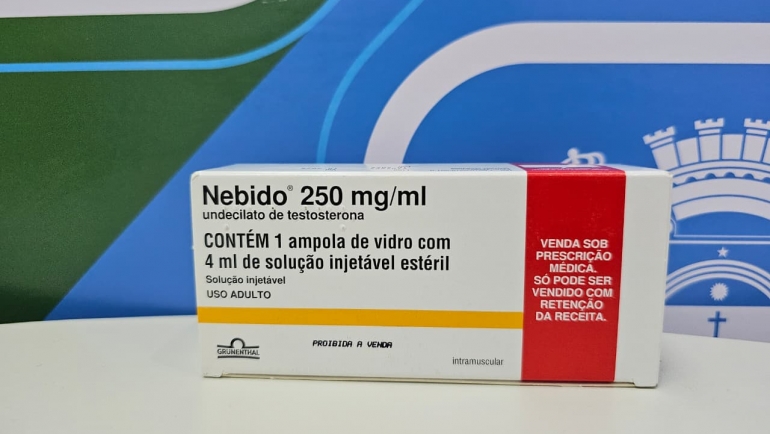 Nebido® 250 mg/ml
undecilato de testosterona
CONTÉM 1 ampola de vidro com
4 ml de solução injetável estéril
Solução injetável
USO ADULTO
GRÜNENTHAL
PROIBIDA A VENDA
intramuscular
VENDA SOB
PRESCRIÇÃO
MÉDICA.
SÓ PODE SER
VENDIDO COM
RETENÇÃO
DA RECEITA.